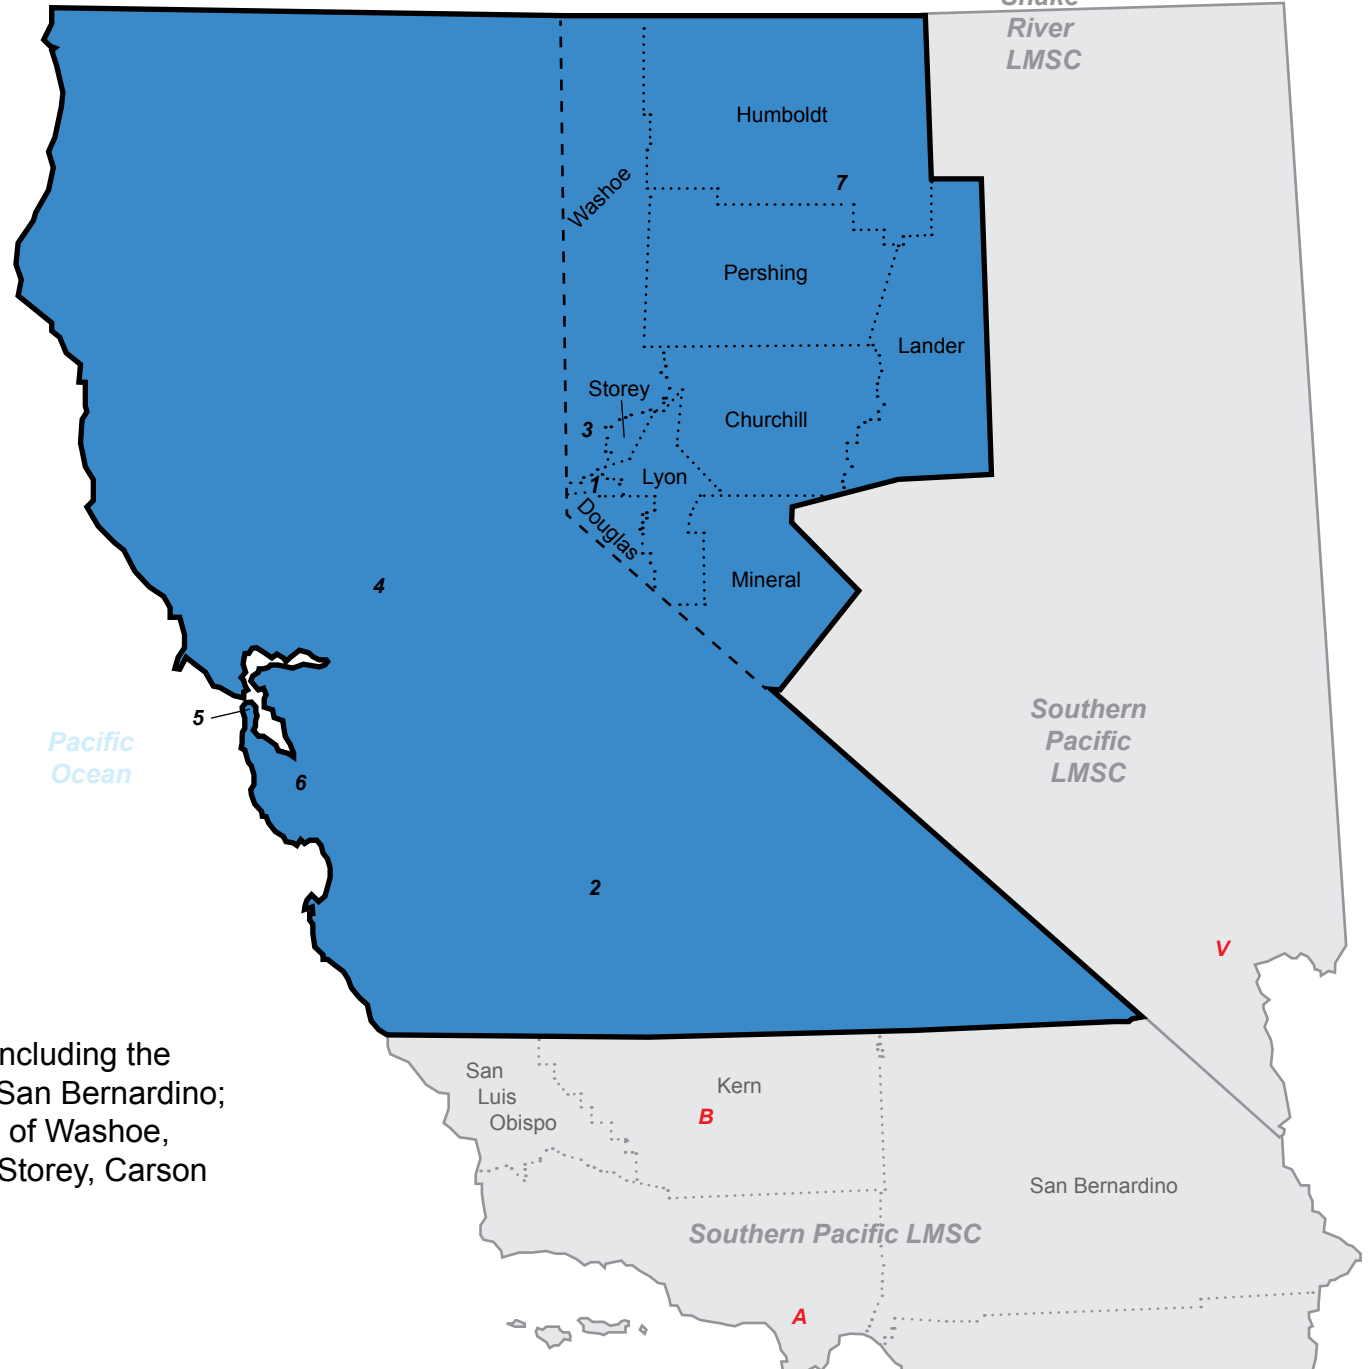 Snake
River
LMSC
Humboldt
7
Washoe
Pershing
Lander
Storey
3
Churchill
1
Lyon
Douglas
Mineral
4
5
Pacific
Ocean
6
Southern
Pacific
LMSC
2
V
ncluding the
San Bernardino;
of Washoe,
Storey, Carson
San
Luis
Obispo
Kern
B
San Bernardino
Southern Pacific LMSC
A